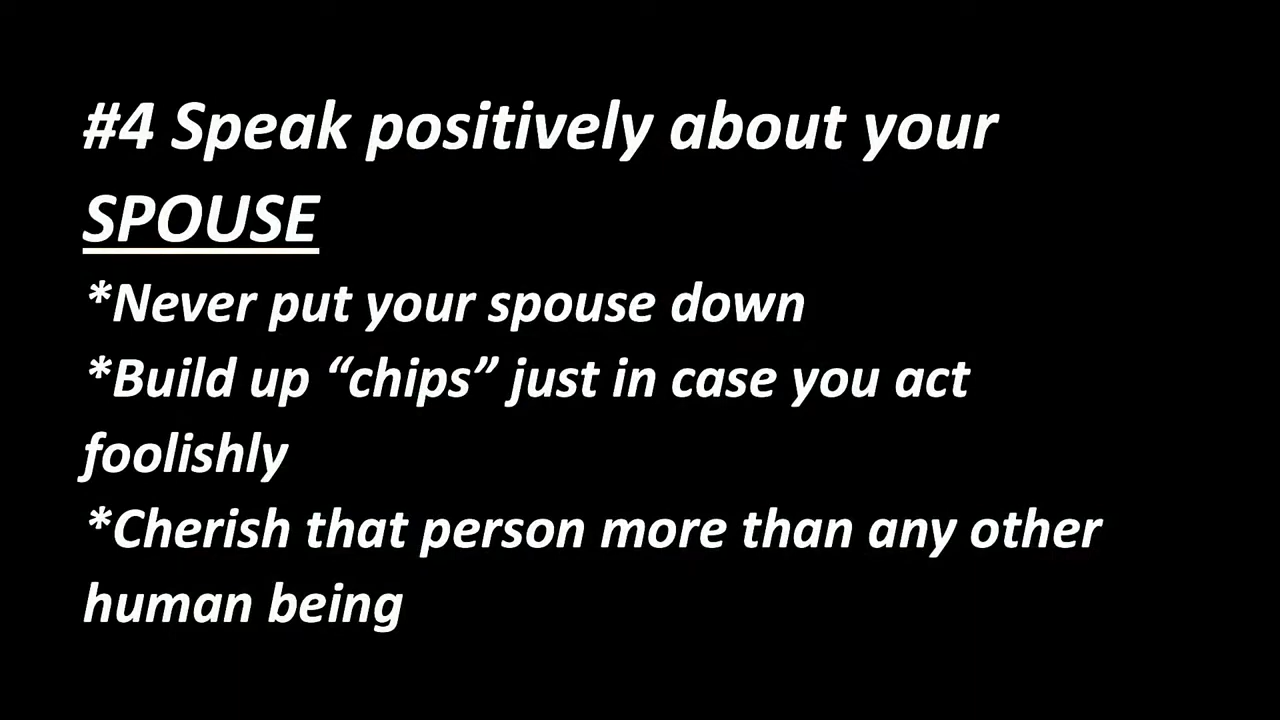 #4 Speak positively about your
SPOUSE
*Never put your spouse down
*Build up “chips” just in case you act
foolishly
*Cherish that person more than any other
human being